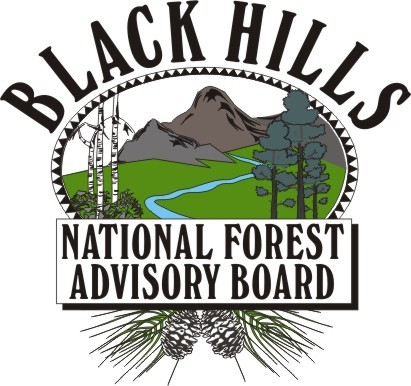 BLACK HILLS
NATIONAL FOREST
ADVISORY BOARD